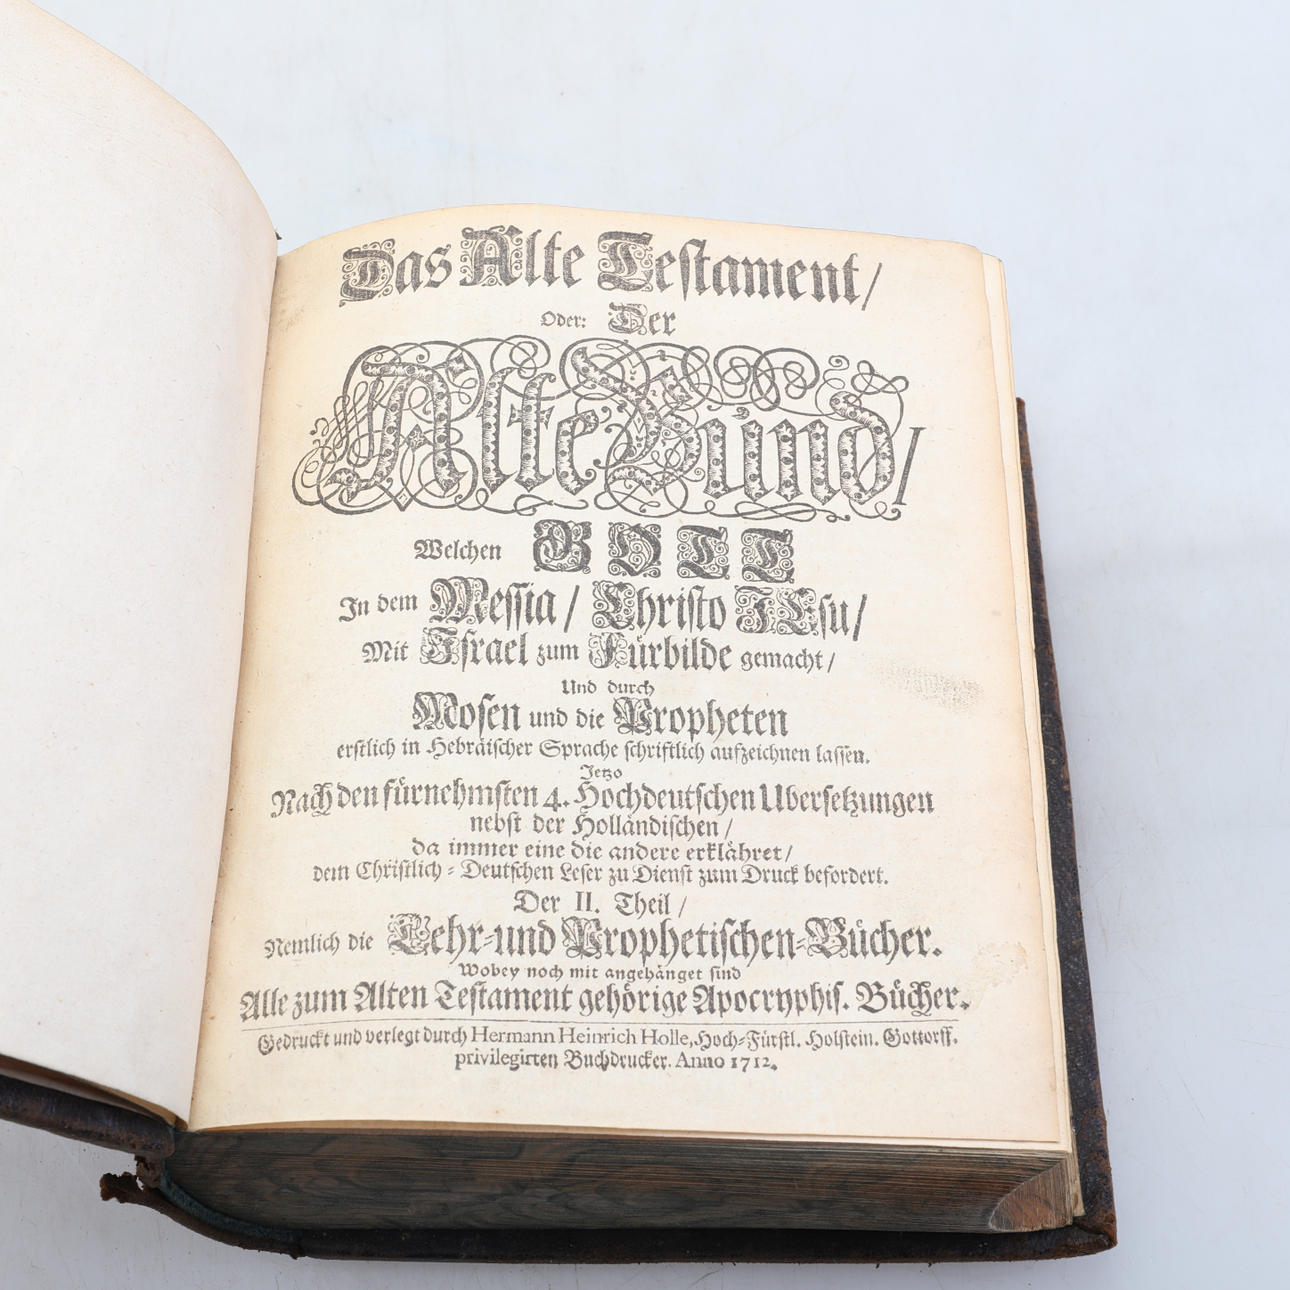 Das Alte Testament/
Oder: Der
Alte Bund/
Welchen GOTT
In dem Messia/ Christo JEsu/
Mit Israel zum Fürbilde gemacht/
Und durch
Mosen und die Propheten
erstlich in Hebräischer Sprache schriftlich aufzeichnen lassen.
Jetzo
Nach den fürnehmsten 4. Hochdeutschen Ubersetzungen
nebst der Holländischen/
da immer eine die andere erklähret/
dem Christlich-Deutschen Leser zu Dienst zum Druck befordert.
Der II. Theil/
Nemlich die Lehr-und Prophetischen-Bücher.
Wobey noch mit angehänget sind
Alle zum Alten Testament gehörige Apocryphis. Bücher.
Gedruckt und verlegt durch Hermann Heinrich Holle, Hoch-Fürstl. Holstein. Gottorff.
privilegirten Buchdrucker. Anno 1712.